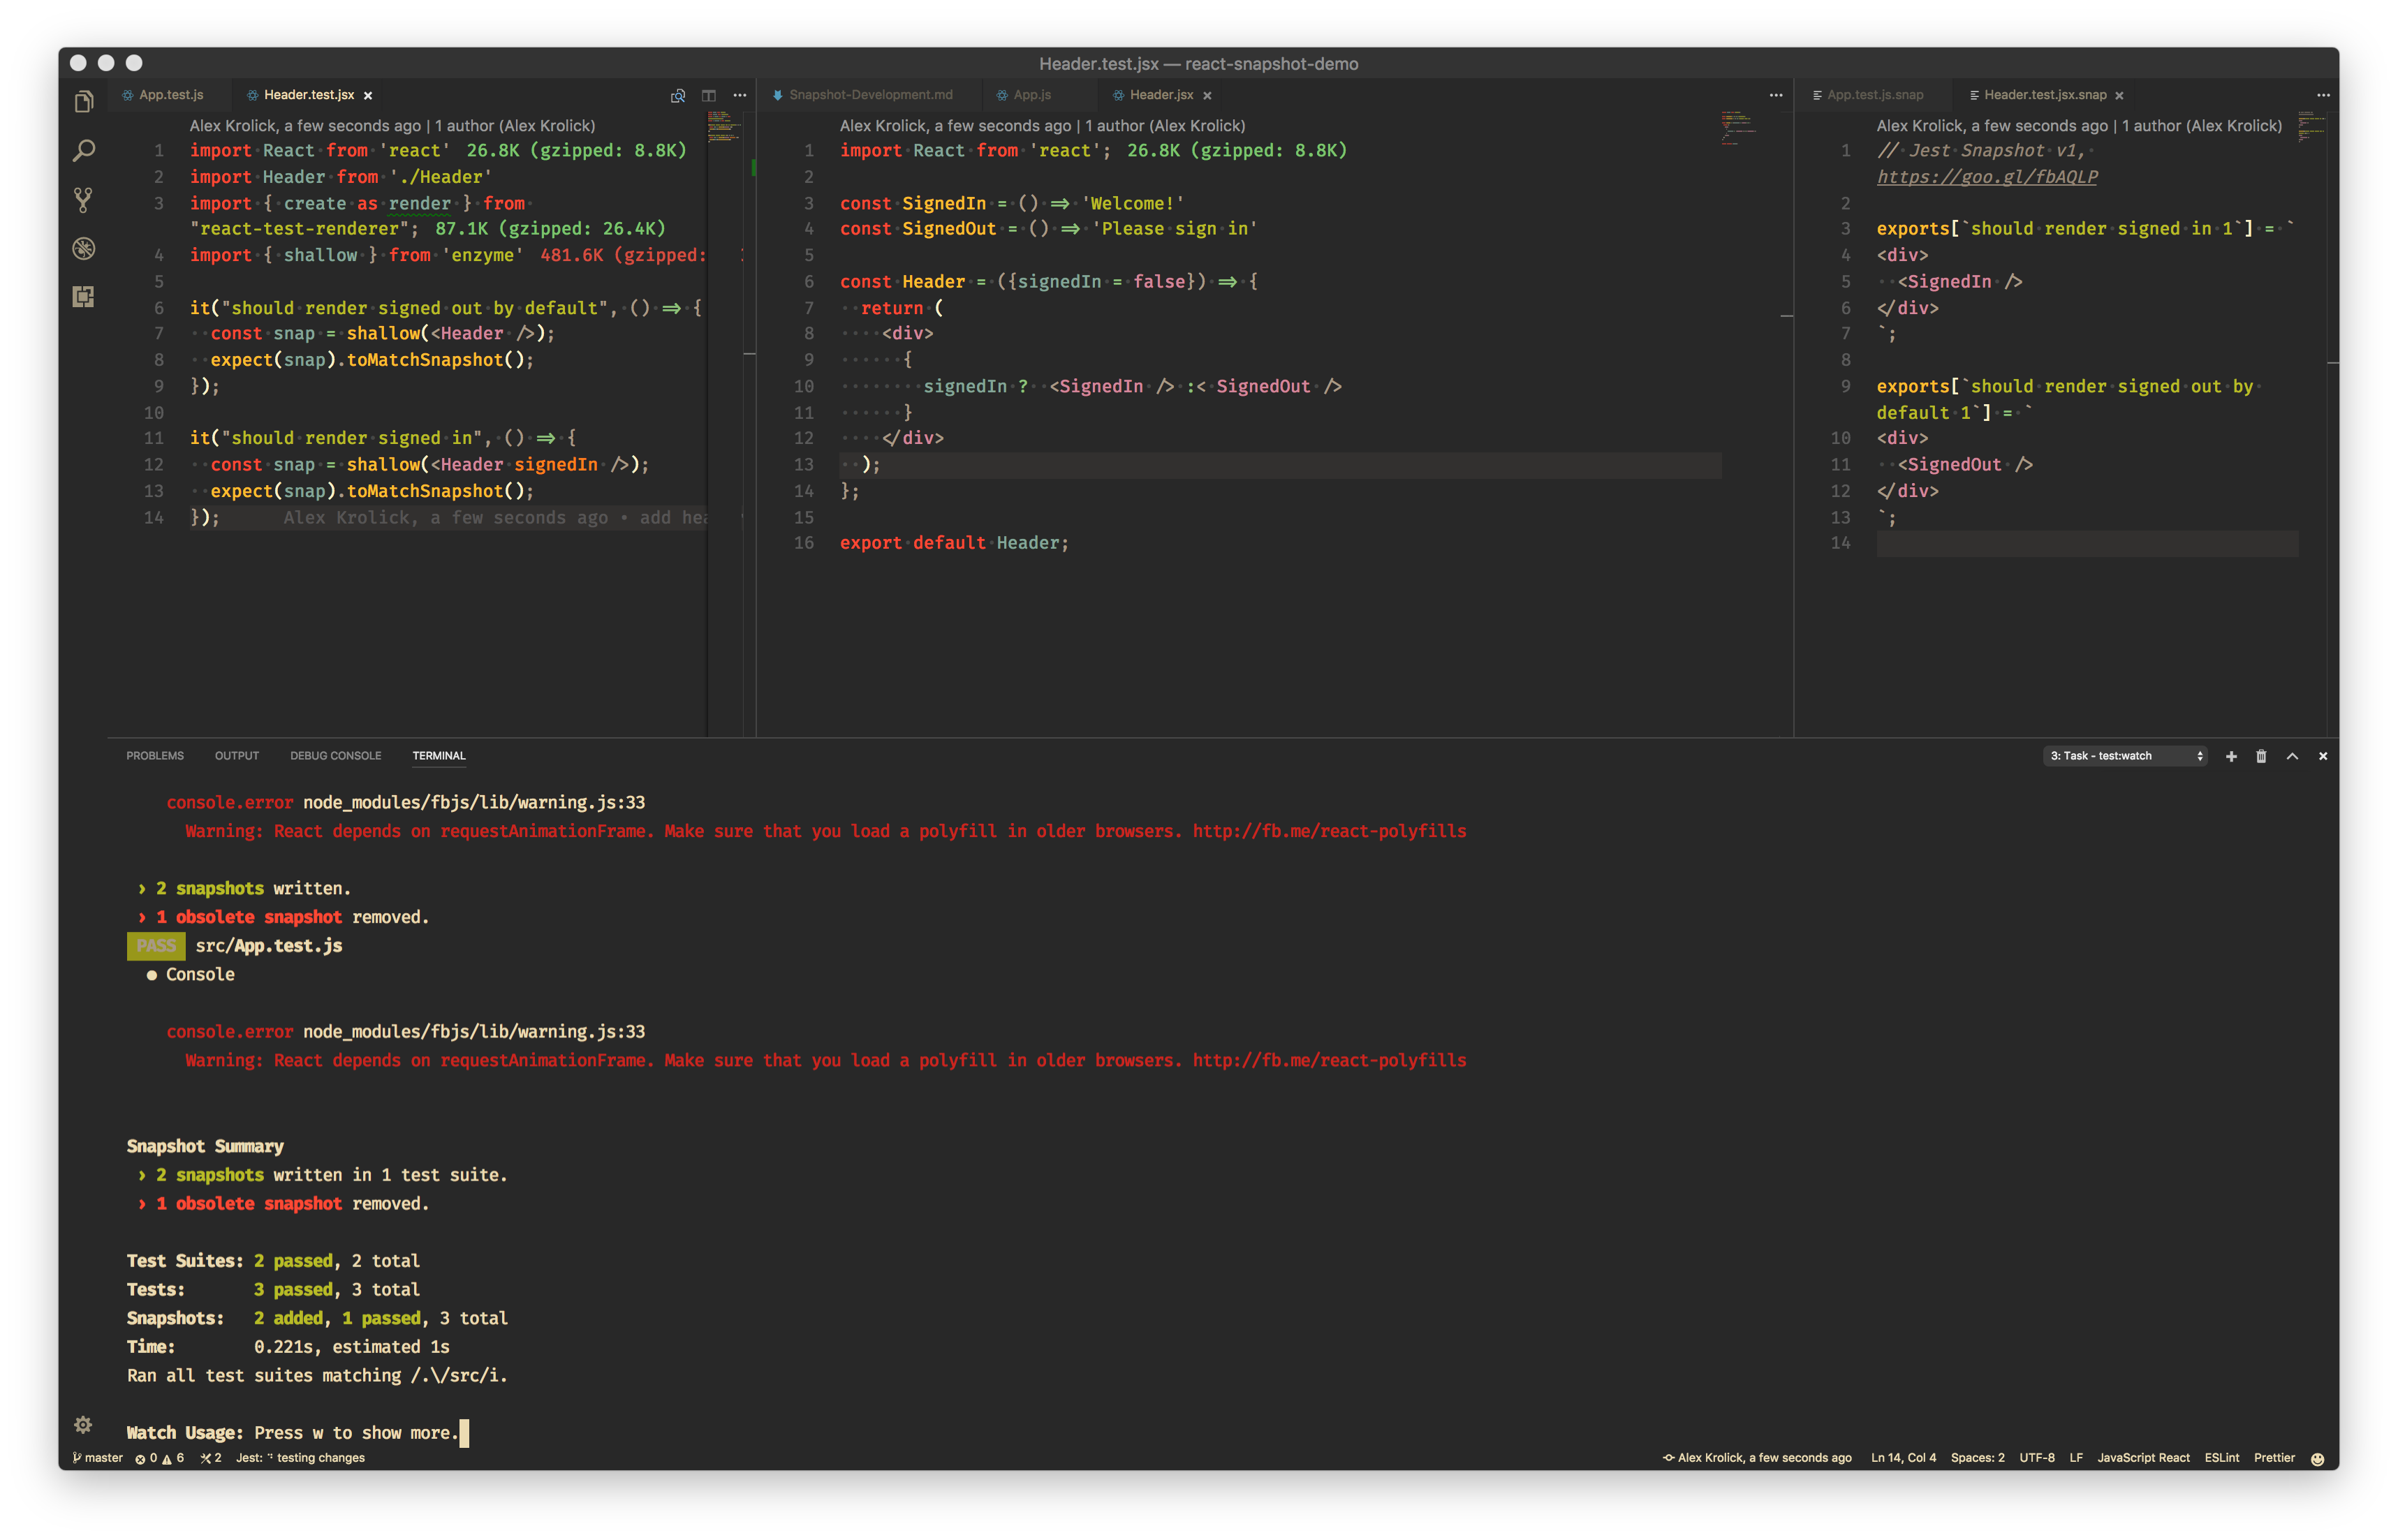 Header.test.jsx — react-snapshot-demo
App.test.js
Header.test.jsx
Alex Krolick, a few seconds ago | 1 author (Alex Krolick)
1 import React from 'react' 26.8K (gzipped: 8.8K)
2 import Header from './Header'
3 import { create as render } from
"react-test-renderer"; 87.1K (gzipped: 26.4K)
4 import { shallow } from 'enzyme' 481.6K (gzipped:
5
6 it("should render signed out by default", () => {
7 const snap = shallow(<Header />);
8 expect(snap).toMatchSnapshot();
9 });
10
11 it("should render signed in", () => {
12 const snap = shallow(<Header signedIn />);
13 expect(snap).toMatchSnapshot();
14 }); Alex Krolick, a few seconds ago • add hea
Snapshot-Development.md
App.js
Header.jsx
Alex Krolick, a few seconds ago | 1 author (Alex Krolick)
1 import React from 'react'; 26.8K (gzipped: 8.8K)
2
3 const SignedIn = () => 'Welcome!'
4 const SignedOut = () => 'Please sign in'
5
6 const Header = ({signedIn = false}) => {
7 return (
8 <div>
9 {
10 signedIn ? <SignedIn /> :< SignedOut />
11 }
12 </div>
13 );
14 };
15
16 export default Header;
App.test.js.snap
Header.test.jsx.snap
Alex Krolick, a few seconds ago | 1 author (Alex Krolick)
1 // Jest Snapshot v1,
https://goo.gl/fbAQLP
2
3 exports[`should render signed in 1`] = `
4 <div>
5 <SignedIn />
6 </div>
7 `;
8
9 exports[`should render signed out by
default 1`] = `
10 <div>
11 <SignedOut />
12 </div>
13 `;
14
PROBLEMS OUTPUT DEBUG CONSOLE TERMINAL
3: Task - test:watch
console.error node_modules/fbjs/lib/warning.js:33
Warning: React depends on requestAnimationFrame. Make sure that you load a polyfill in older browsers. http://fb.me/react-polyfills
› 2 snapshots written.
› 1 obsolete snapshot removed.
PASS src/App.test.js
● Console
console.error node_modules/fbjs/lib/warning.js:33
Warning: React depends on requestAnimationFrame. Make sure that you load a polyfill in older browsers. http://fb.me/react-polyfills
Snapshot Summary
› 2 snapshots written in 1 test suite.
› 1 obsolete snapshot removed.
Test Suites: 2 passed, 2 total
Tests: 3 passed, 3 total
Snapshots: 2 added, 1 passed, 3 total
Time: 0.221s, estimated 1s
Ran all test suites matching /.\/src/i.
Watch Usage: Press w to show more.
master 0 6 2 Jest: testing changes
Alex Krolick, a few seconds ago Ln 14, Col 4 Spaces: 2 UTF-8 LF JavaScript React ESLint Prettier